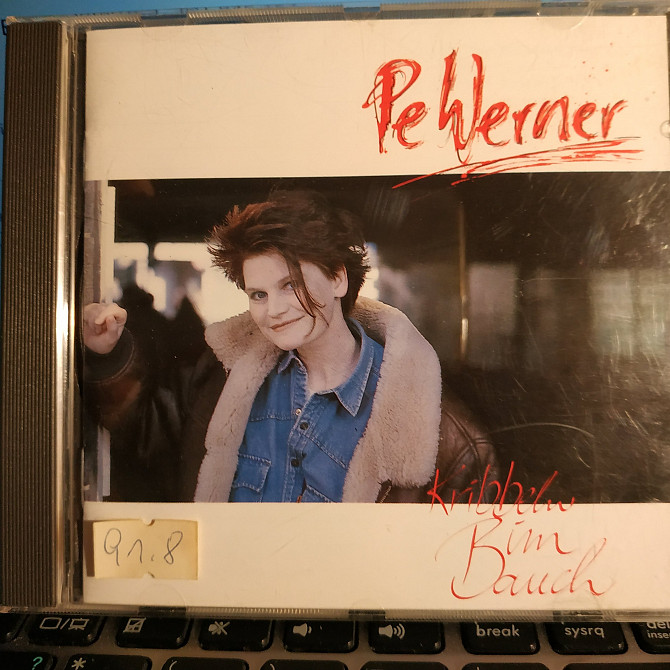 Pe Werner
Kribbeln
Bim
Bauch
91.8
break
sysrq
?
*